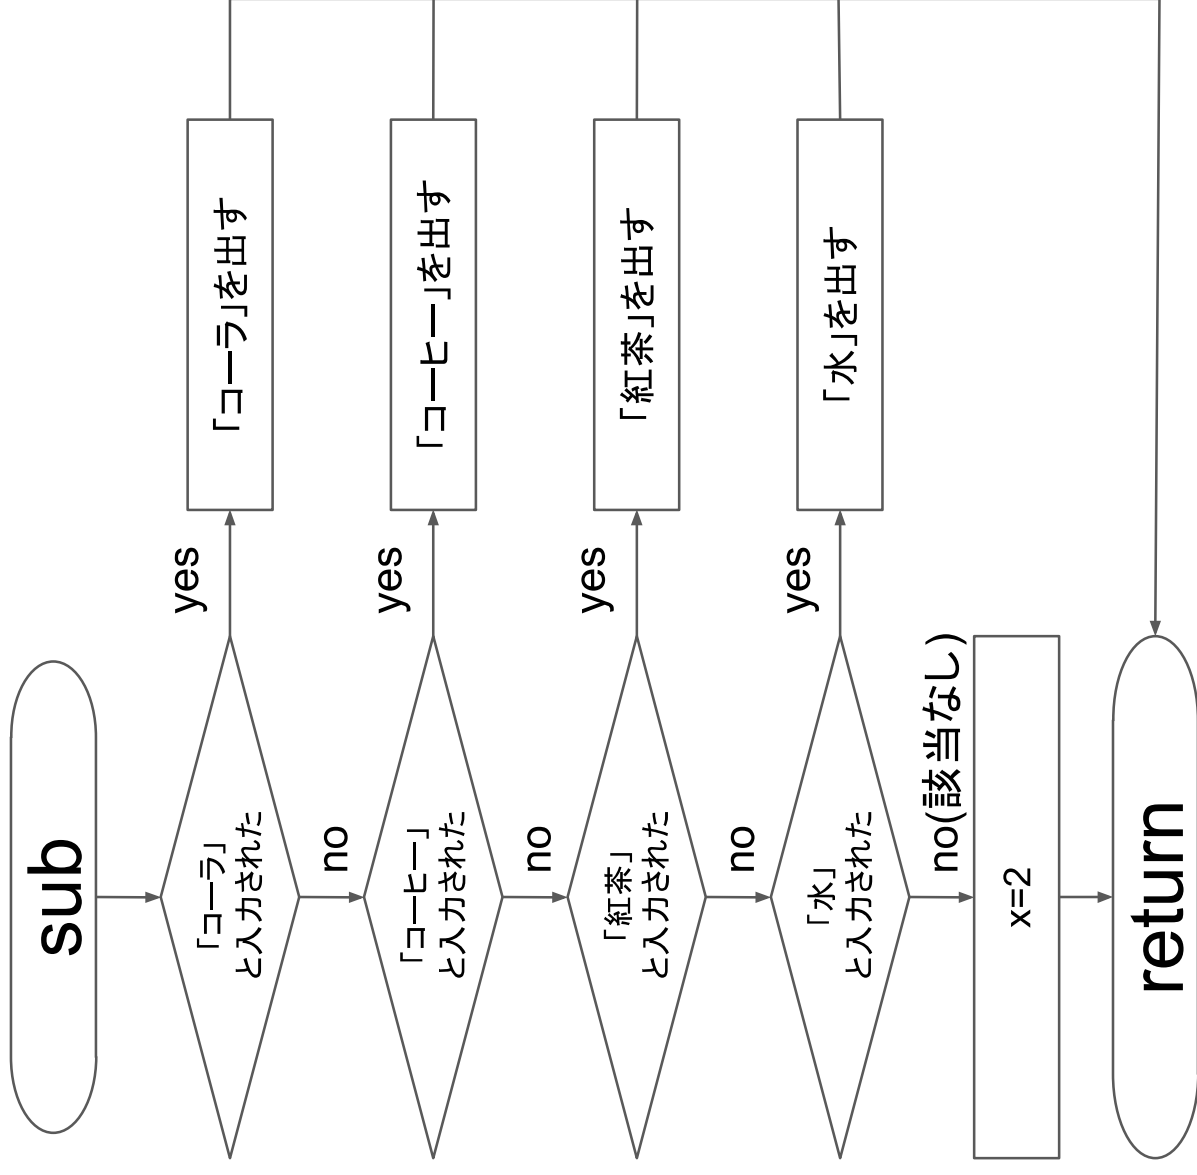 sub
「コーラ」
と入力された
yes
「コーラ」を出す
no
「コーヒー」
と入力された
yes
「コーヒー」を出す
no
「紅茶」
と入力された
yes
「紅茶」を出す
no
「水」
と入力された
yes
「水」を出す
no(該当なし)
x=2
return